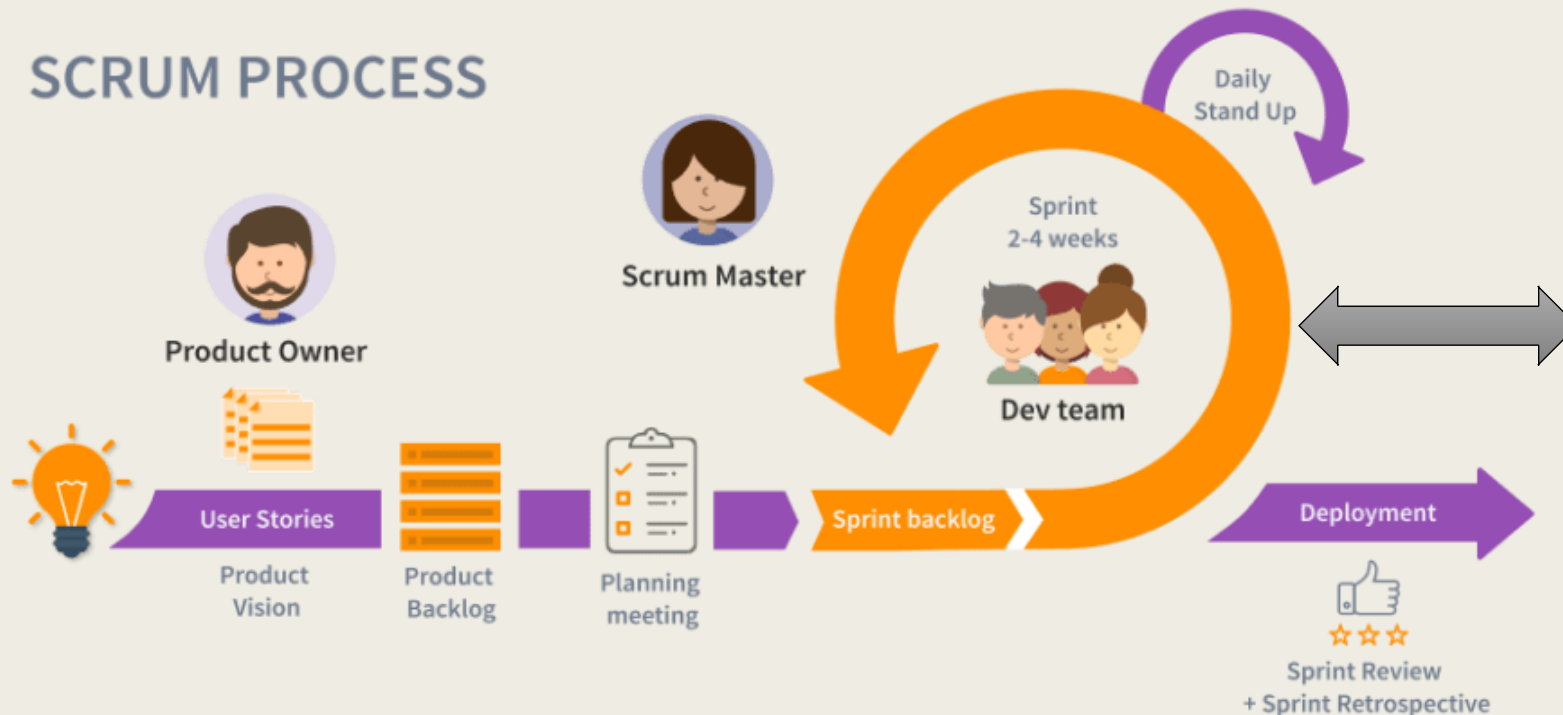 SCRUM PROCESS
Daily
Stand Up
Sprint
2-4 weeks
Scrum Master
Product Owner
Dev team
User Stories
Sprint backlog
Deployment
Product
Vision
Product
Backlog
Planning
meeting
Sprint Review
+ Sprint Retrospective